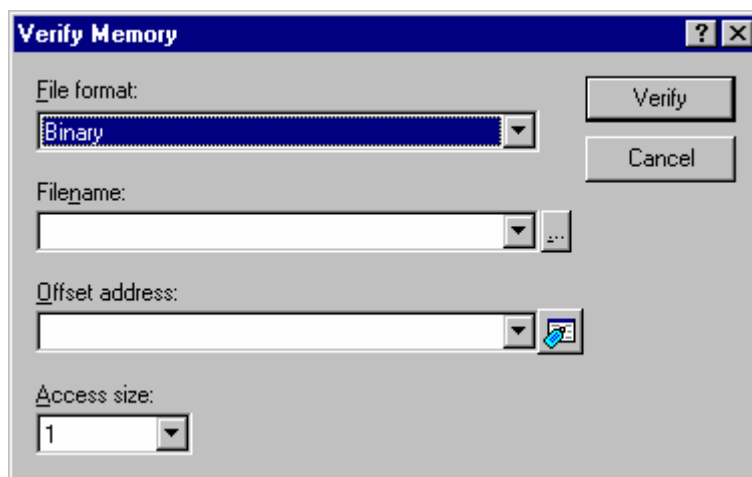 Verify Memory
File format:
Binary
Verify
Cancel
Filename:
...
Offset address:
Access size:
1